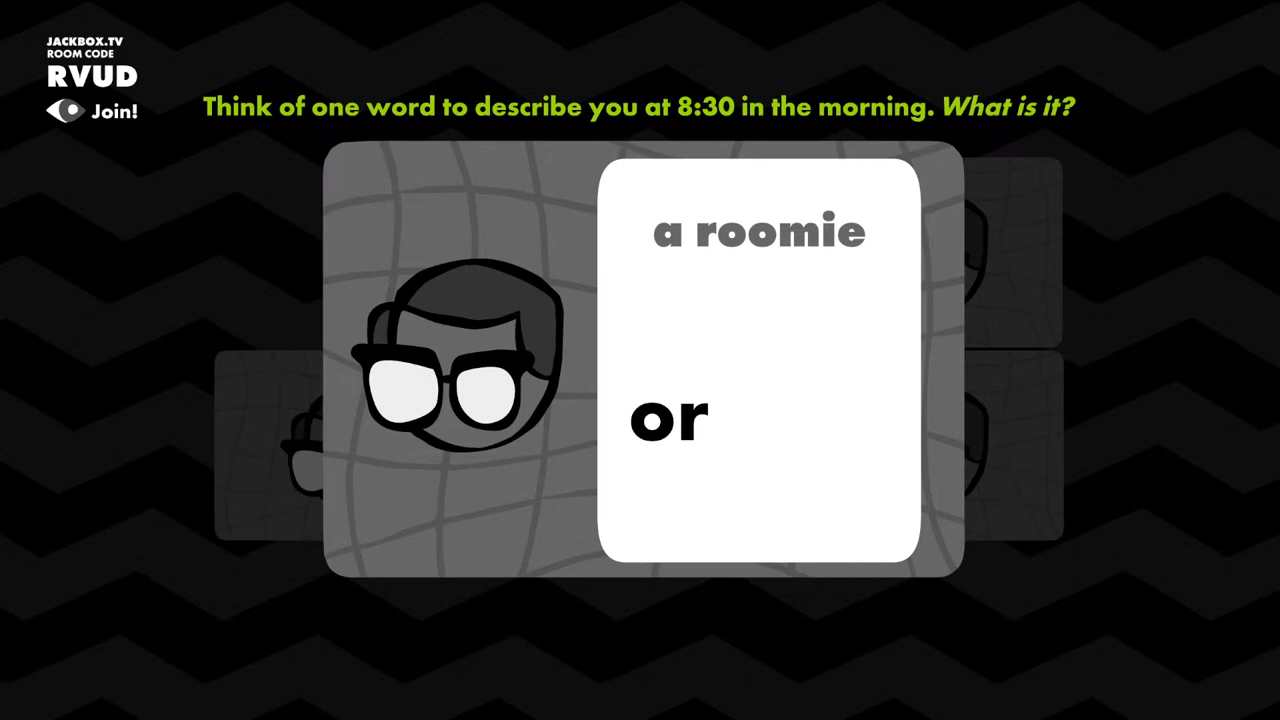 JACKBOX.TV
ROOM CODE
RVUD
Join!
Think of one word to describe you at 8:30 in the morning. What is it?
a roomie
or